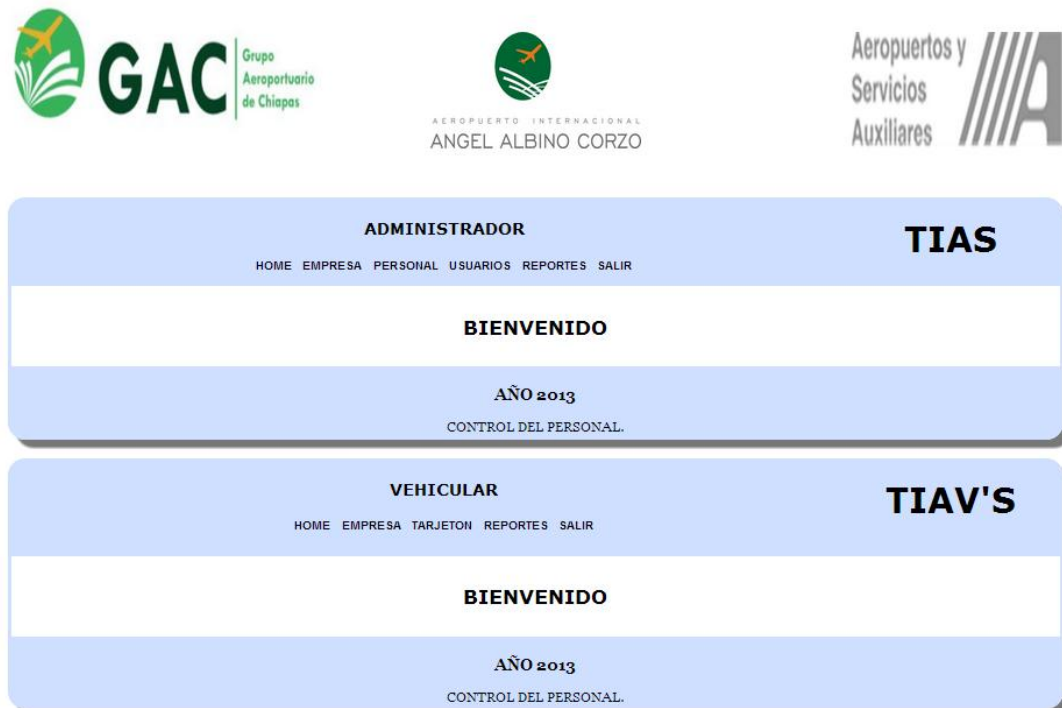 GAC
Grupo
Aeroportuario
de Chiapas
AEROPUERTO INTERNACIONAL
ANGEL ALBINO CORZO
Aeropuertos y
Servicios
Auxiliares
ADMINISTRADOR
TIAS
HOME EMPRESA PERSONAL USUARIOS REPORTES SALIR
BIENVENIDO
AÑO 2013
CONTROL DEL PERSONAL.
VEHICULAR
TIAV'S
HOME EMPRESA TARJETON REPORTES SALIR
BIENVENIDO
AÑO 2013
CONTROL DEL PERSONAL.